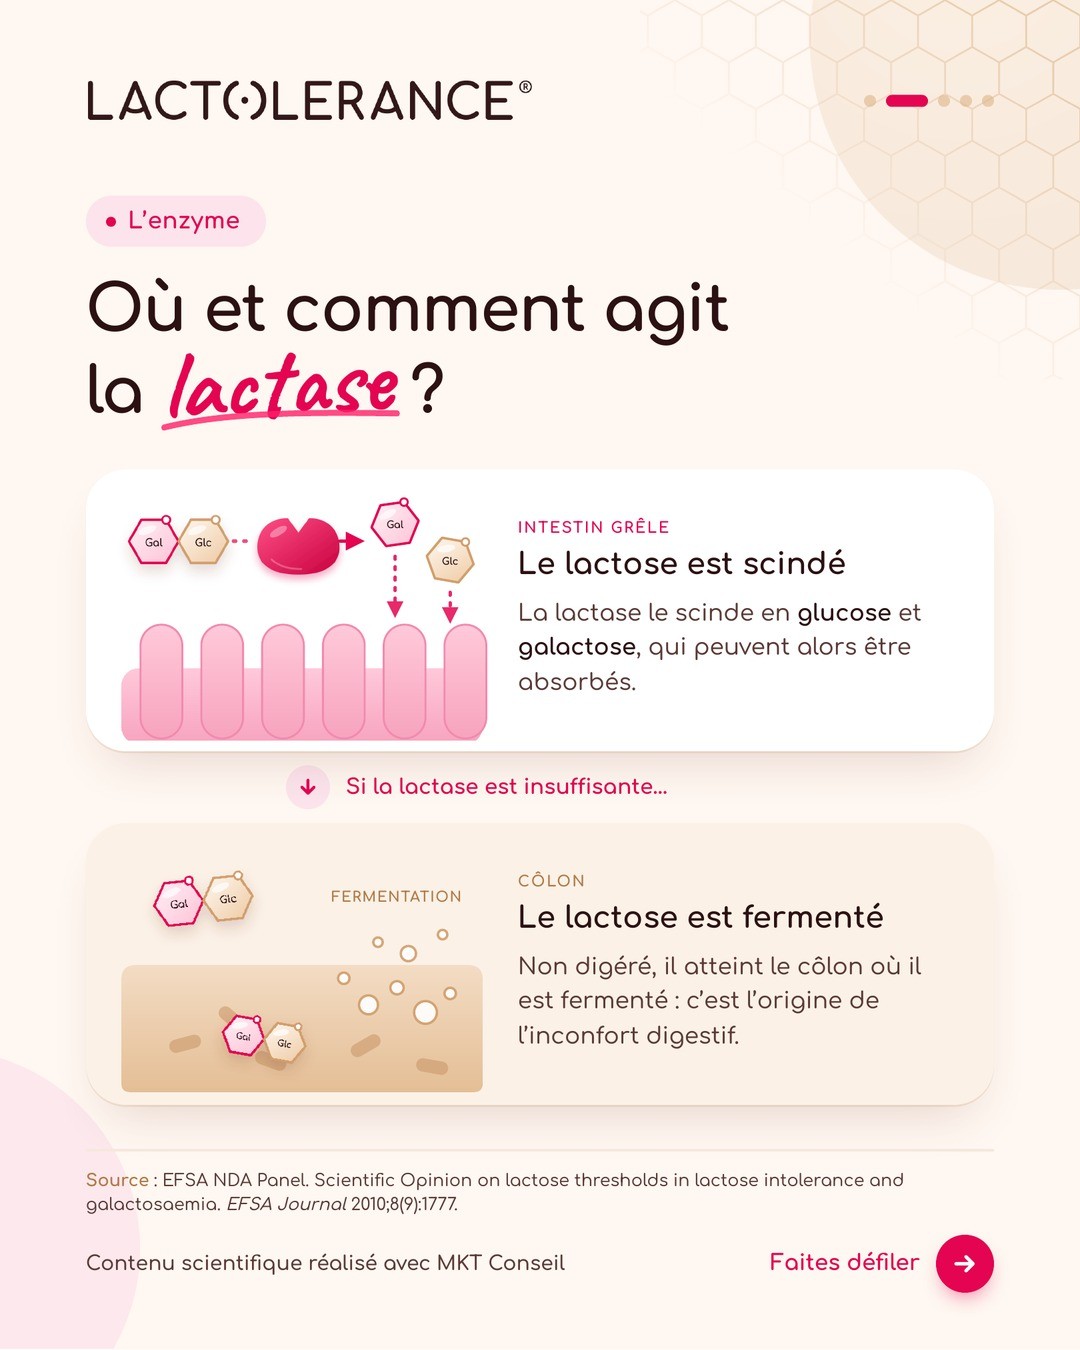 LACTOLERANCE®
L’enzyme
Où et comment agit
la lactase ?
Gal
Glc
Gal
Glc
INTESTIN GRÊLE
Le lactose est scindé
La lactase le scinde en glucose et
galactose, qui peuvent alors être
absorbés.
Si la lactase est insuffisante...
Gal
Glc
FERMENTATION
Gal
Glc
CÔLON
Le lactose est fermenté
Non digéré, il atteint le côlon où il
est fermenté : c’est l’origine de
l’inconfort digestif.
Source : EFSA NDA Panel. Scientific Opinion on lactose thresholds in lactose intolerance and
galactosaemia. EFSA Journal 2010;8(9):1777.
Contenu scientifique réalisé avec MKT Conseil
Faites défiler